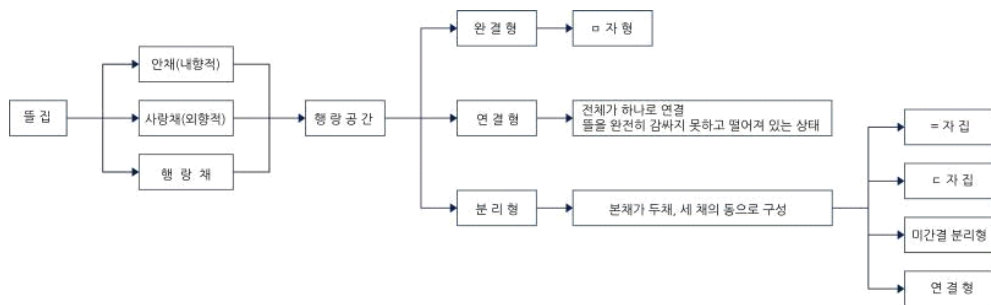 뜰 집
안채(내향적)
사랑채(외향적)
행 랑 채
행 랑 공 간
완 결 형
ㅁ 자 형
연 결 형
전체가 하나로 연결
뜰을 완전히 감싸지 못하고 떨어져 있는 상태
분 리 형
본채가 두채, 세 채의 동으로 구성
= 자 집
ㄷ 자 집
미간결 분리형
연 결 형